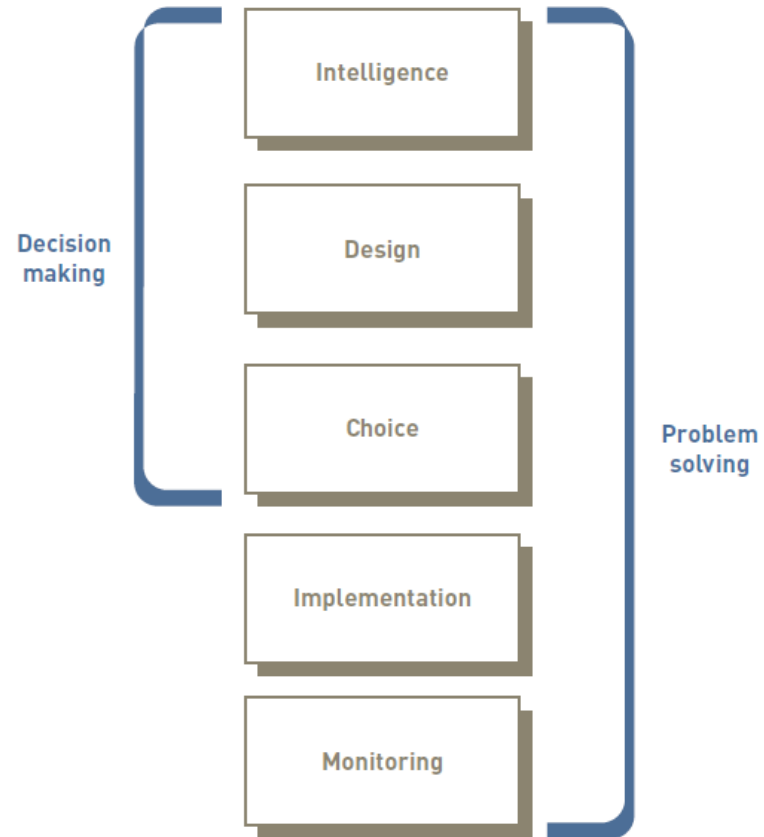 Intelligence
Design
Decision
making
Choice
Problem
solving
Implementation
Monitoring